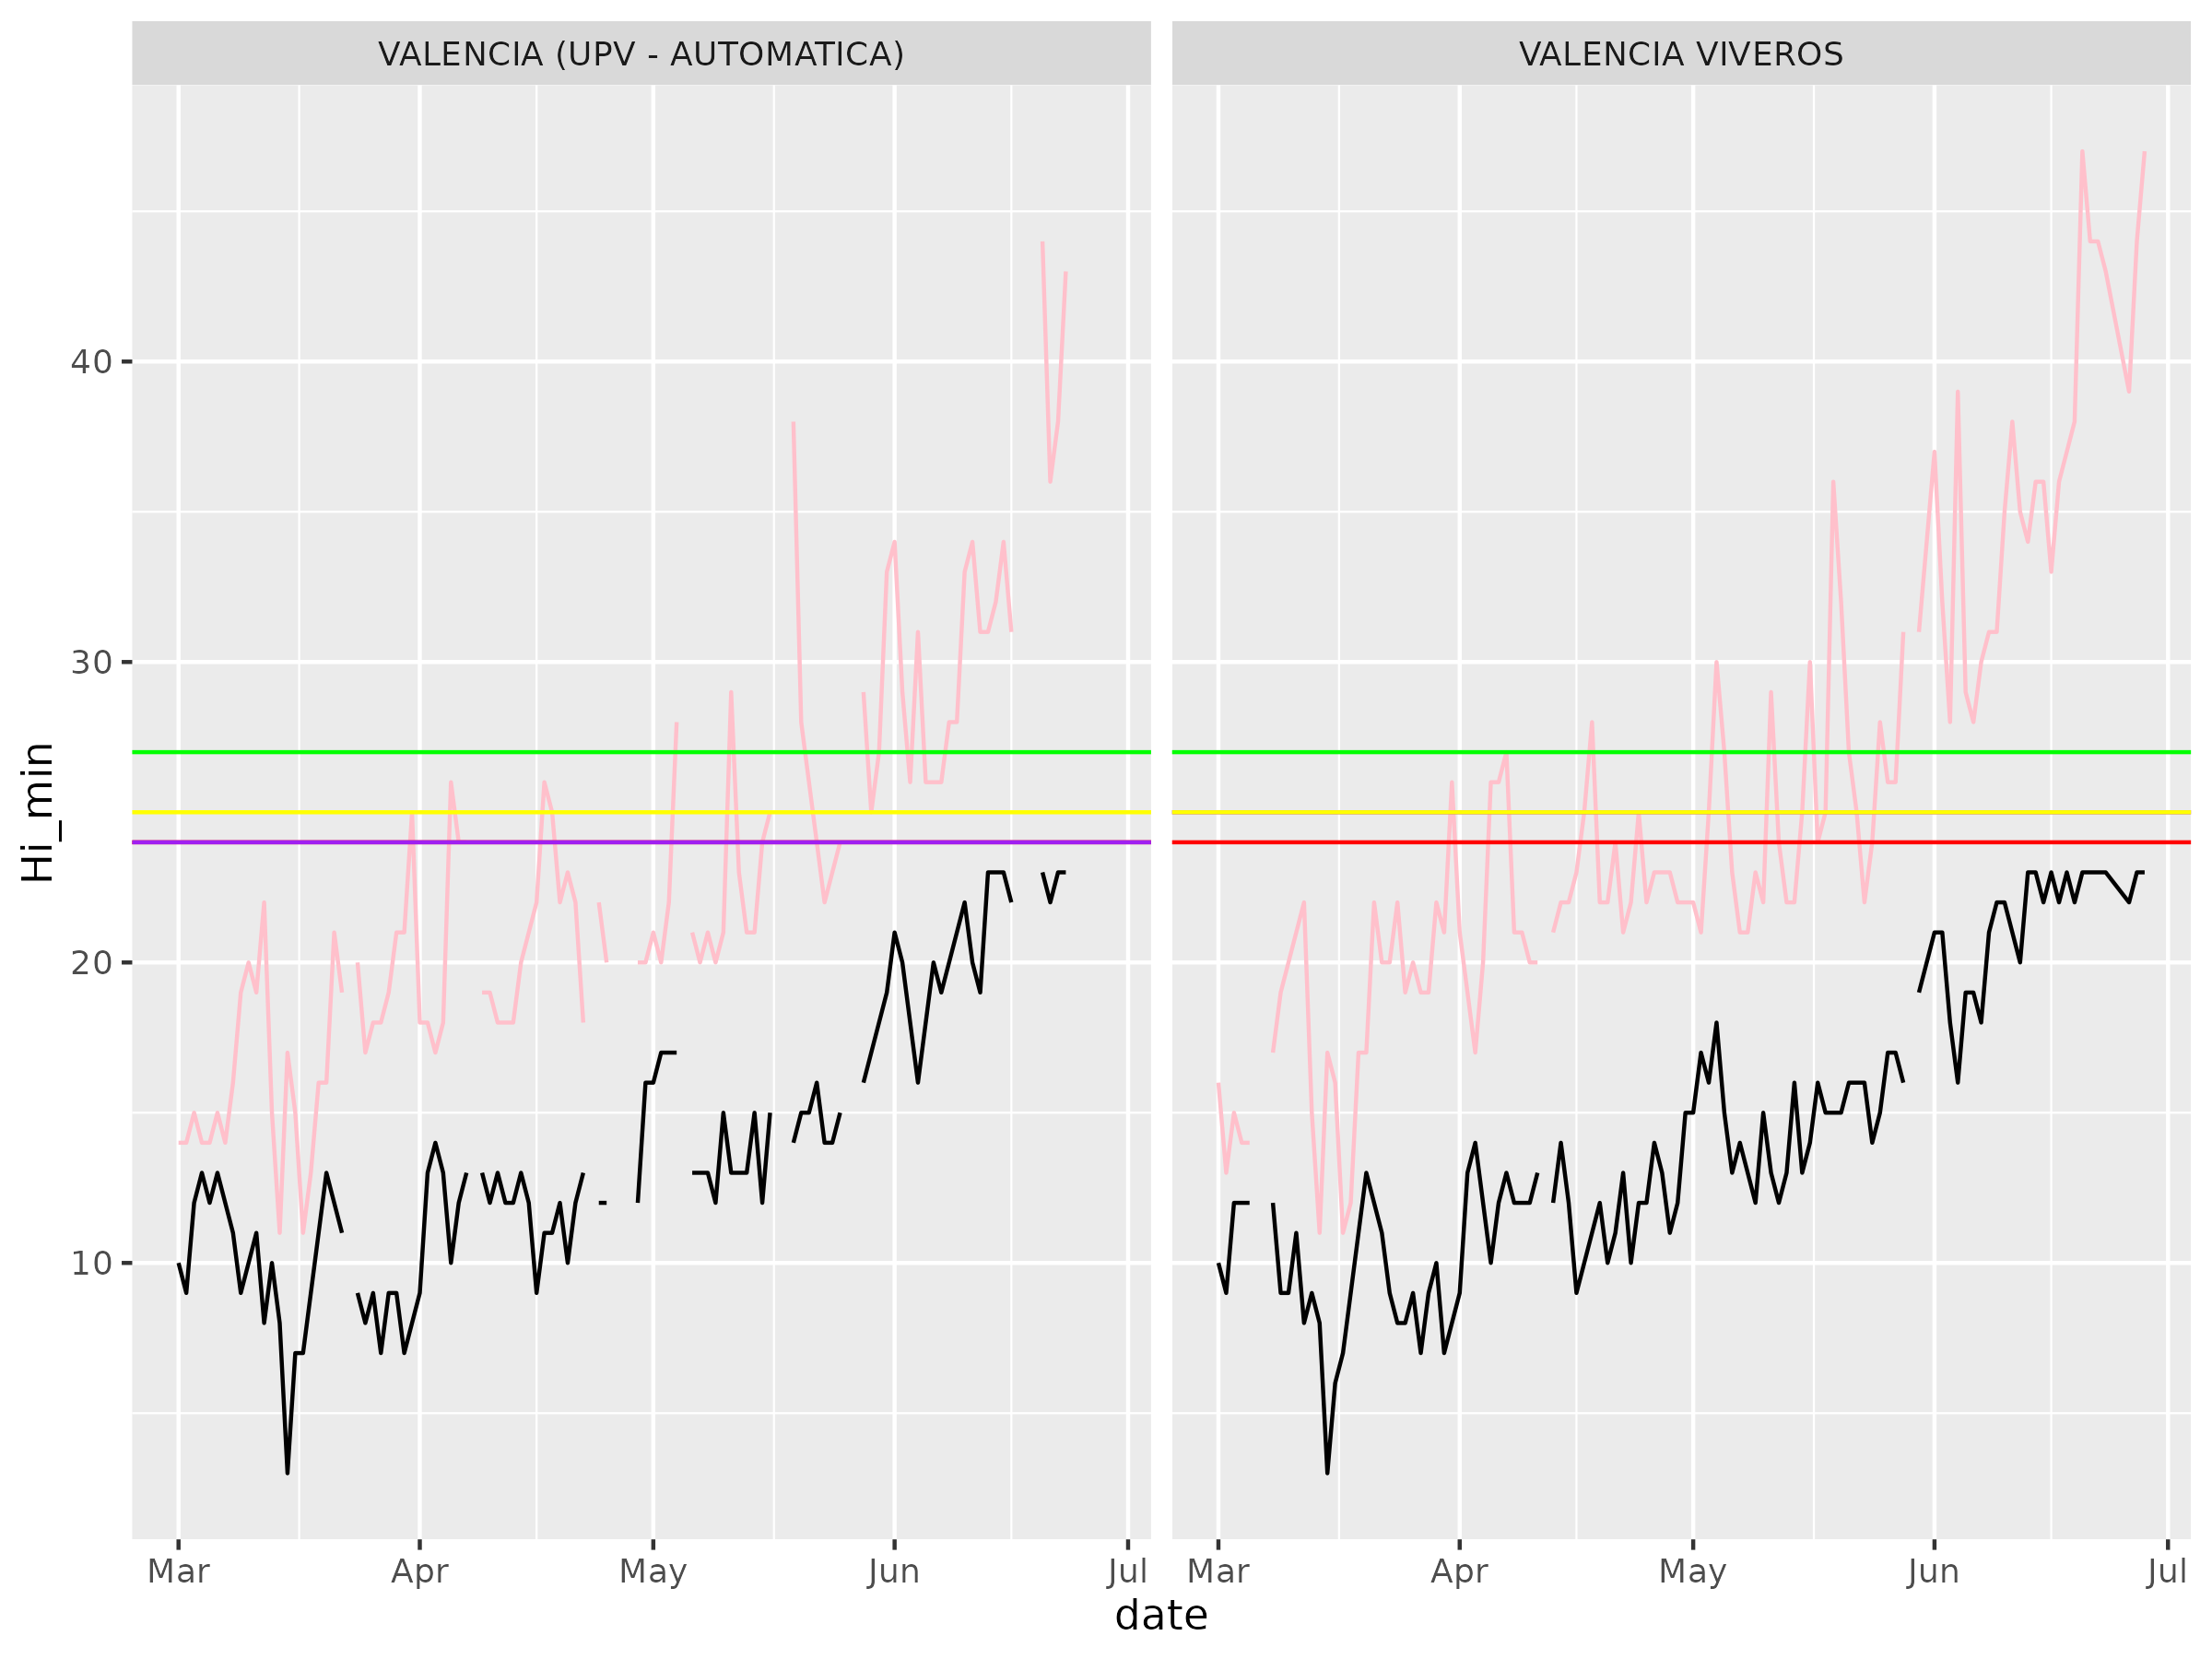 VALENCIA (UPV - AUTOMATICA)
VALENCIA VIVEROS
Hi_min
40
30
20
10
Mar Apr May Jun Jul
Mar Apr May Jun Jul
date